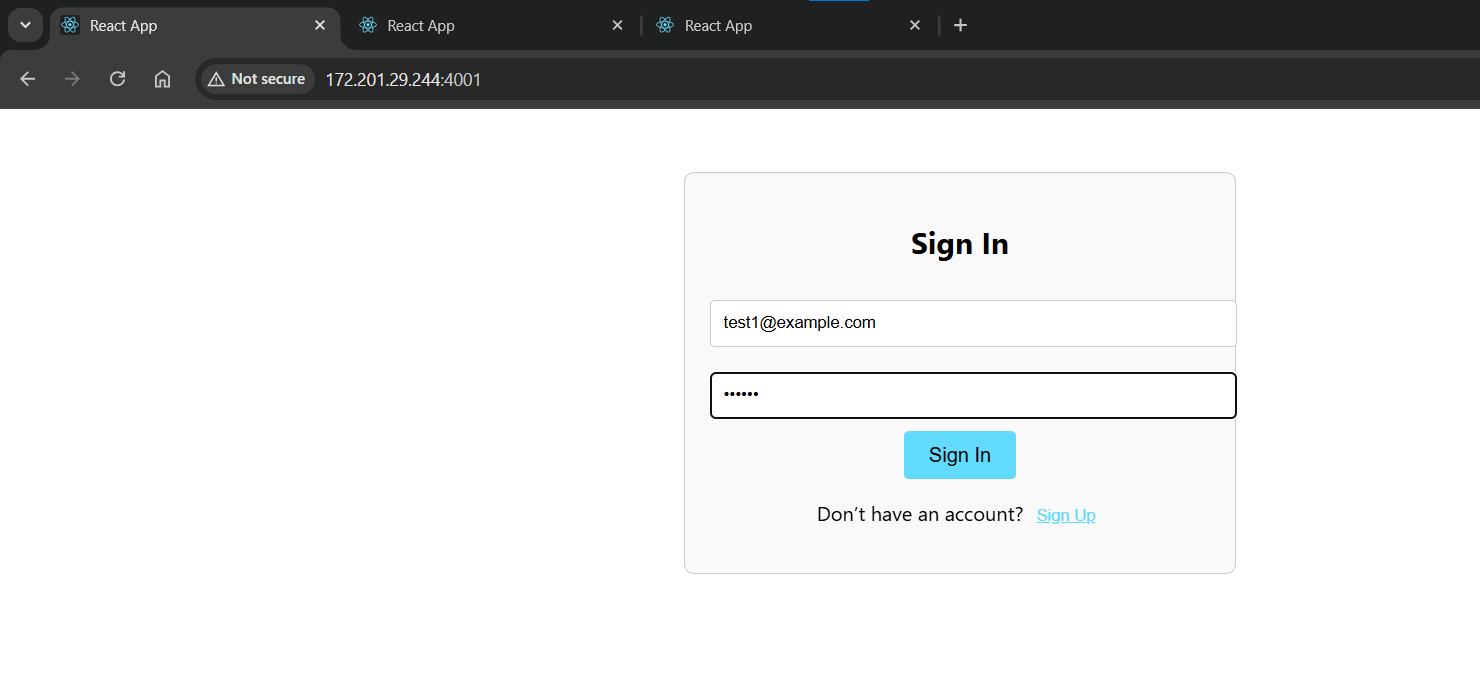 React App
React App
React App
Not secure 172.201.29.244:4001
Sign In
test1@example.com
••••••
Sign In
Don’t have an account? Sign Up